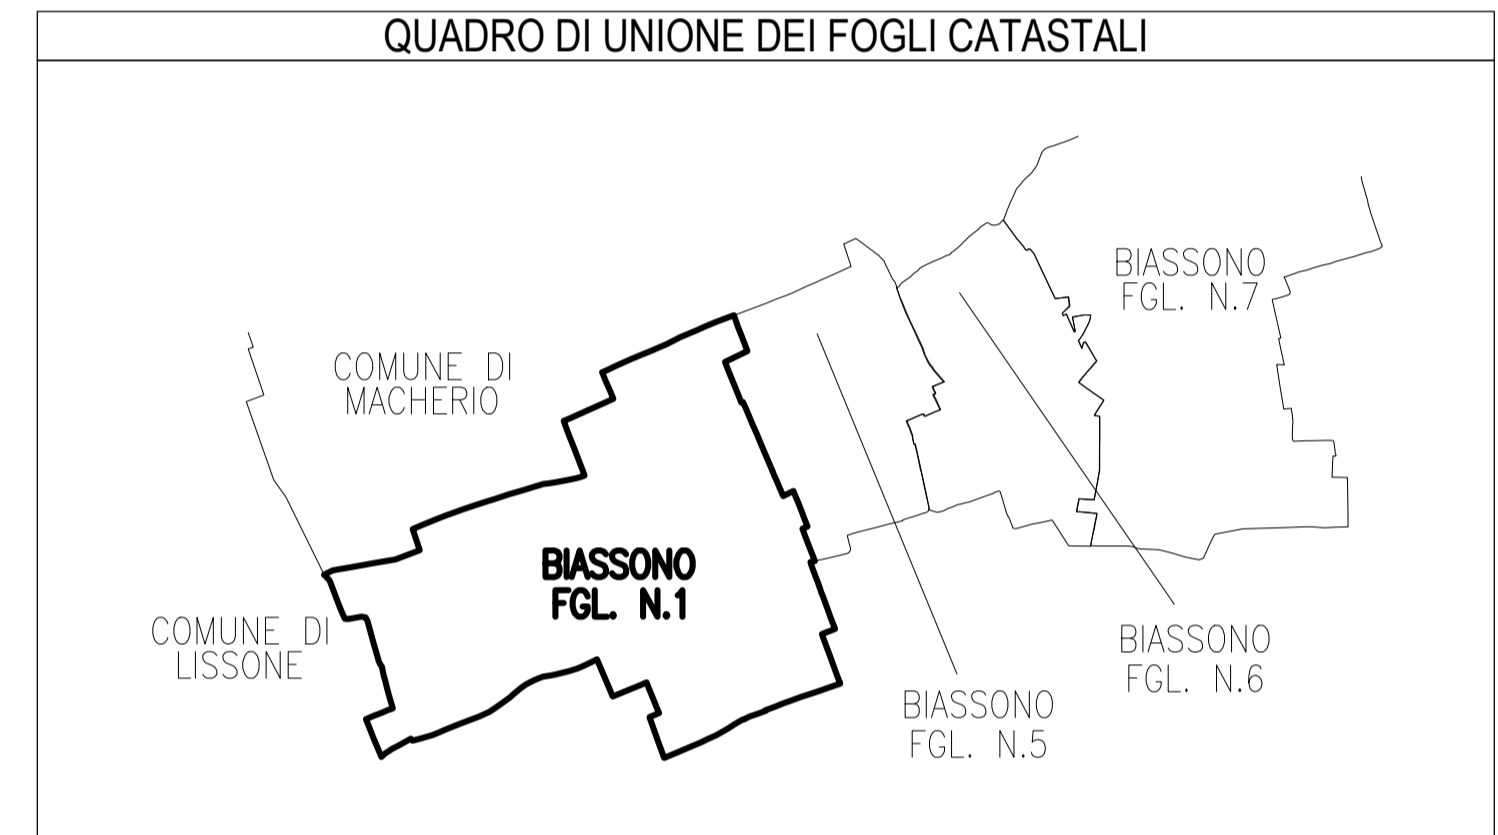 QUADRO DI UNIONE DEI FOGLI CATASTALI
BIASSONO
FGL. N.7
COMUNE DI
MACHERIO
BIASSONO
FGL. N.1
COMUNE DI
LISSONE
BIASSONO
FGL. N.6
BIASSONO
FGL. N.5